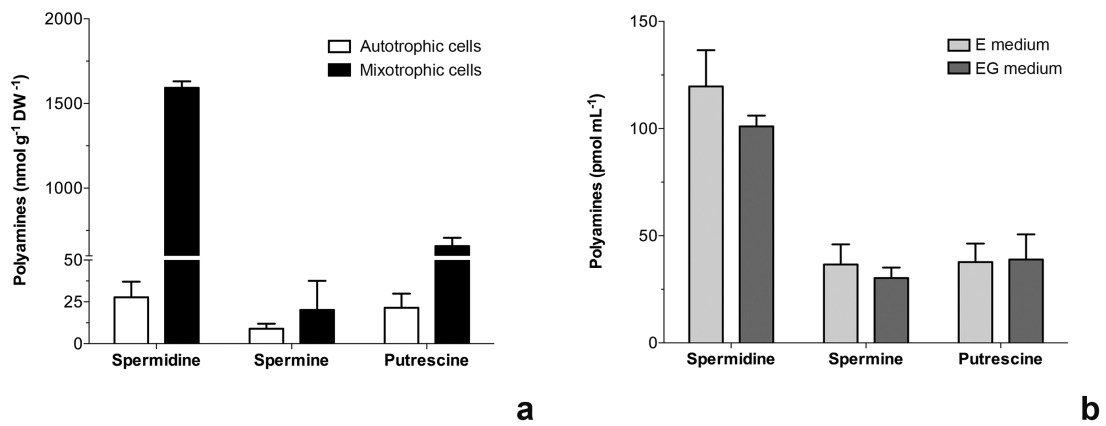 Polyamines (nmol g⁻¹ DW⁻¹)
2000
1500
1000
50
25
0
Autotrophic cells
Mixotrophic cells
Spermidine Spermine Putrescine
a
Polyamines (pmol mL⁻¹)
150
100
50
0
E medium
EG medium
Spermidine Spermine Putrescine
b